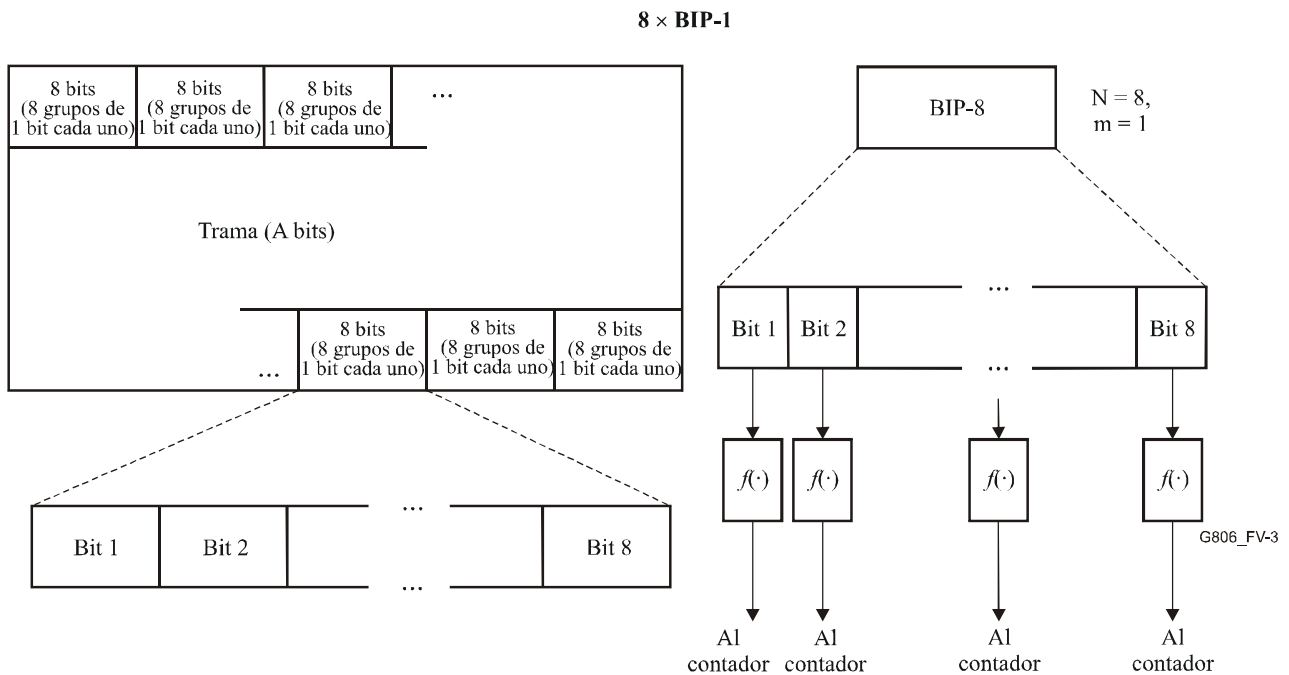 8 × BIP-1
8 bits
(8 grupos de
1 bit cada uno)
8 bits
(8 grupos de
1 bit cada uno)
8 bits
(8 grupos de
1 bit cada uno)
...
Trama (A bits)
...
8 bits
(8 grupos de
1 bit cada uno)
8 bits
(8 grupos de
1 bit cada uno)
8 bits
(8 grupos de
1 bit cada uno)
Bit 1
Bit 2
...
...
Bit 8
BIP-8
N = 8,
m = 1
Bit 1
Bit 2
...
...
Bit 8
f(·)
f(·)
f(·)
f(·)
G806_FV-3
Al
contador
Al
contador
Al
contador
Al
contador